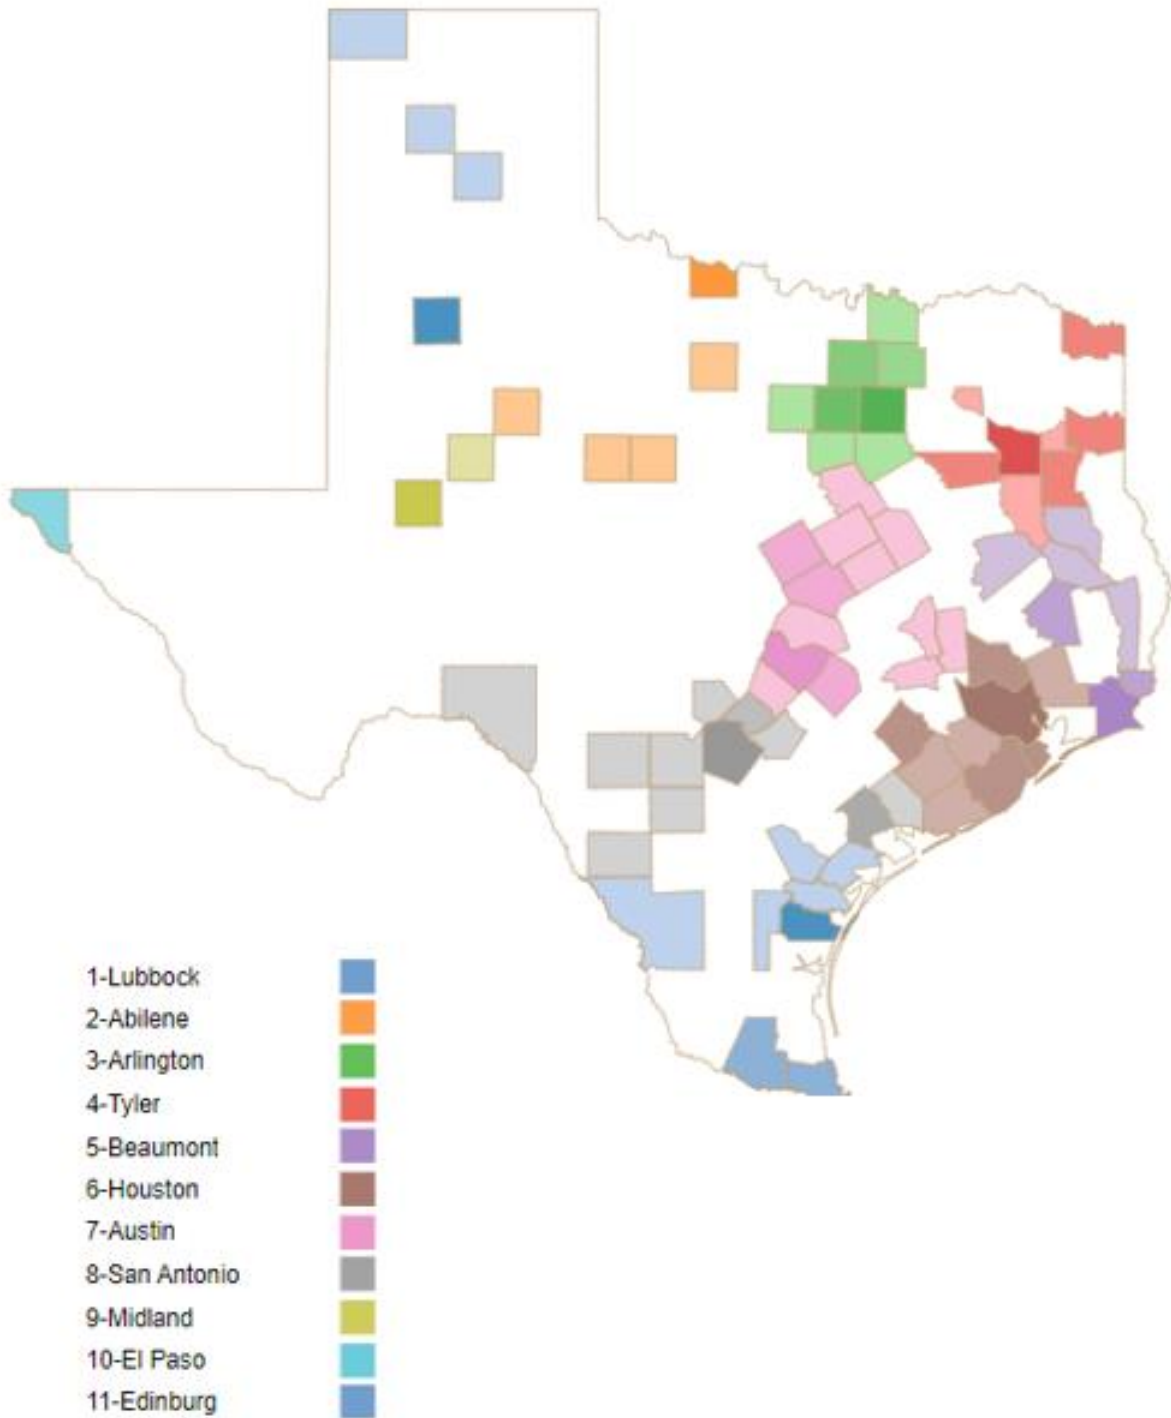 1-Lubbock
2-Abilene
3-Arlington
4-Tyler
5-Beaumont
6-Houston
7-Austin
8-San Antonio
9-Midland
10-El Paso
11-Edinburg